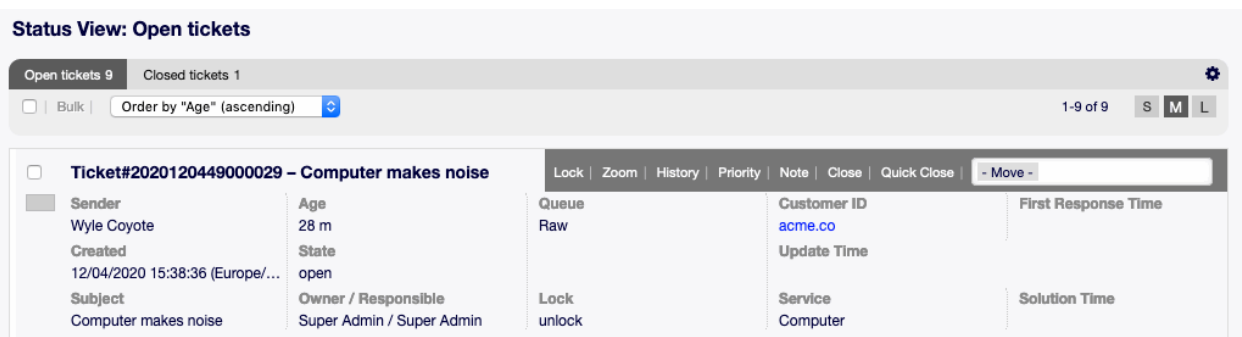 Status View: Open tickets
Open tickets 9 Closed tickets 1
| Bulk | Order by "Age" (ascending) 1-9 of 9 S M L
Ticket#2020120449000029 – Computer makes noise Lock | Zoom | History | Priority | Note | Close | Quick Close | - Move -
Sender Age Queue Customer ID First Response Time
Wyle Coyote 28 m Raw acme.co
Created State Update Time
12/04/2020 15:38:36 (Europe/... open
Subject Owner / Responsible Lock Service Solution Time
Computer makes noise Super Admin / Super Admin unlock Computer